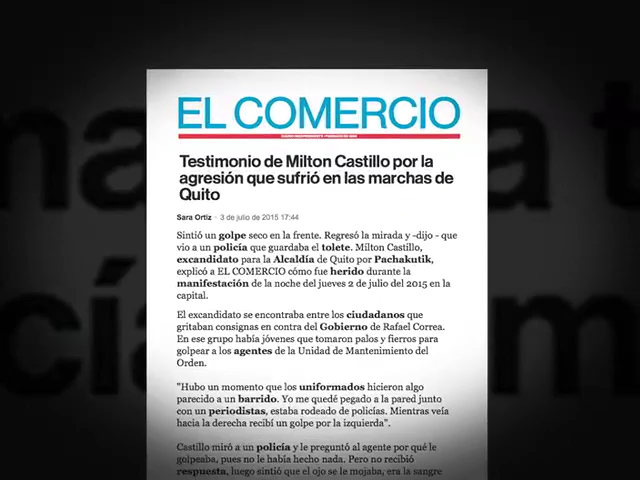 EL COMERCIO
Testimonio de Milton Castillo por la
agresión que sufrió en las marchas de
Quito
Sara Ortiz - 3 de julio de 2015 17:44
Sintió un golpe seco en la frente. Regresó la mirada y -dijo - que
vio a un policía que guardaba el tolete. Milton Castillo,
excandidato para la Alcaldía de Quito por Pachakutik,
explicó a EL COMERCIO cómo fue herido durante la
manifestación de la noche del jueves 2 de julio del 2015 en la
capital.
El excandidato se encontraba entre los ciudadanos que
gritaban consignas en contra del Gobierno de Rafael Correa.
En ese grupo había jóvenes que tomaron palos y fierros para
golpear a los agentes de la Unidad de Mantenimiento del
Orden.
"Hubo un momento que los uniformados hicieron algo
parecido a un barrido. Yo me quedé pegado a la pared junto
con un periodistas, estaba rodeado de policías. Mientras veía
hacia la derecha recibí un golpe por la izquierda".
Castillo miró a un policía y le preguntó al agente por qué le
golpeaba, pues no le había hecho nada. Pero no recibió
respuesta, luego sintió que el ojo se le mojaba, era la sangre